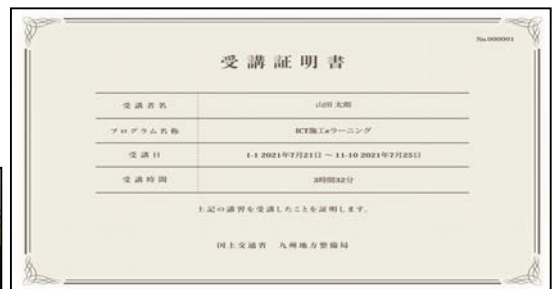 No.000001
受講証明書
受講者名 山田 太郎
プログラム名称 ICT施工eラーニング
受講日 1-1 2021年7月21日 ～ 11-10 2021年7月25日
受講時間 3時間32分
上記の講習を受講したことを証明します。
国土交通省 九州地方整備局